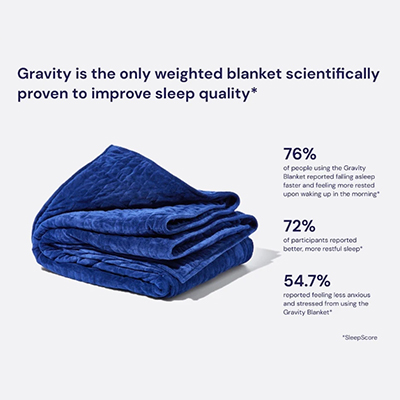 Gravity is the only weighted blanket scientifically
proven to improve sleep quality*
76%
of people using the Gravity
Blanket reported falling asleep
faster and feeling more rested
upon waking up in the morning*
72%
of participants reported
better, more restful sleep*
54.7%
reported feeling less anxious
and stressed from using the
Gravity Blanket*
*SleepScore